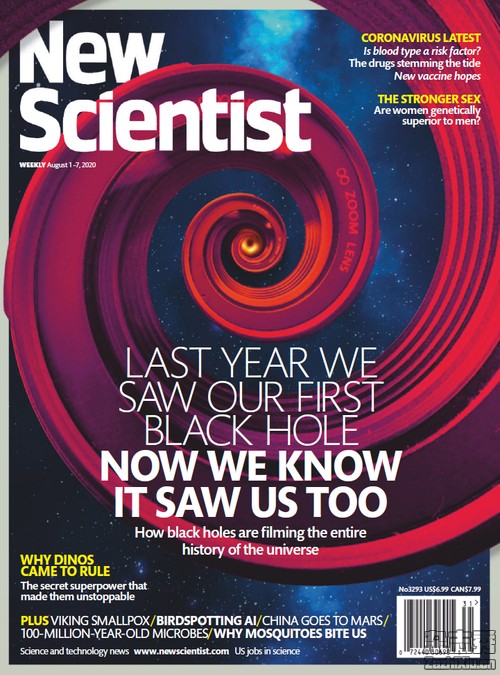 New
Scientist
WEEKLY August 1–7, 2020
CORONAVIRUS LATEST
Is blood type a risk factor?
The drugs stemming the tide
New vaccine hopes
THE STRONGER SEX
Are women genetically
superior to men?
∞ ZOOM LENS
LAST YEAR WE
SAW OUR FIRST
BLACK HOLE
NOW WE KNOW
IT SAW US TOO
How black holes are filming the entire
history of the universe
WHY DINOS
CAME TO RULE
The secret superpower that
made them unstoppable
PLUS VIKING SMALLPOX/BIRDSPOTTING AI/CHINA GOES TO MARS/
100-MILLION-YEAR-OLD MICROBES/WHY MOSQUITOES BITE US
Science and technology news www.newscientist.com US jobs in science
No3293 US$6.99 CAN$7.99
31>